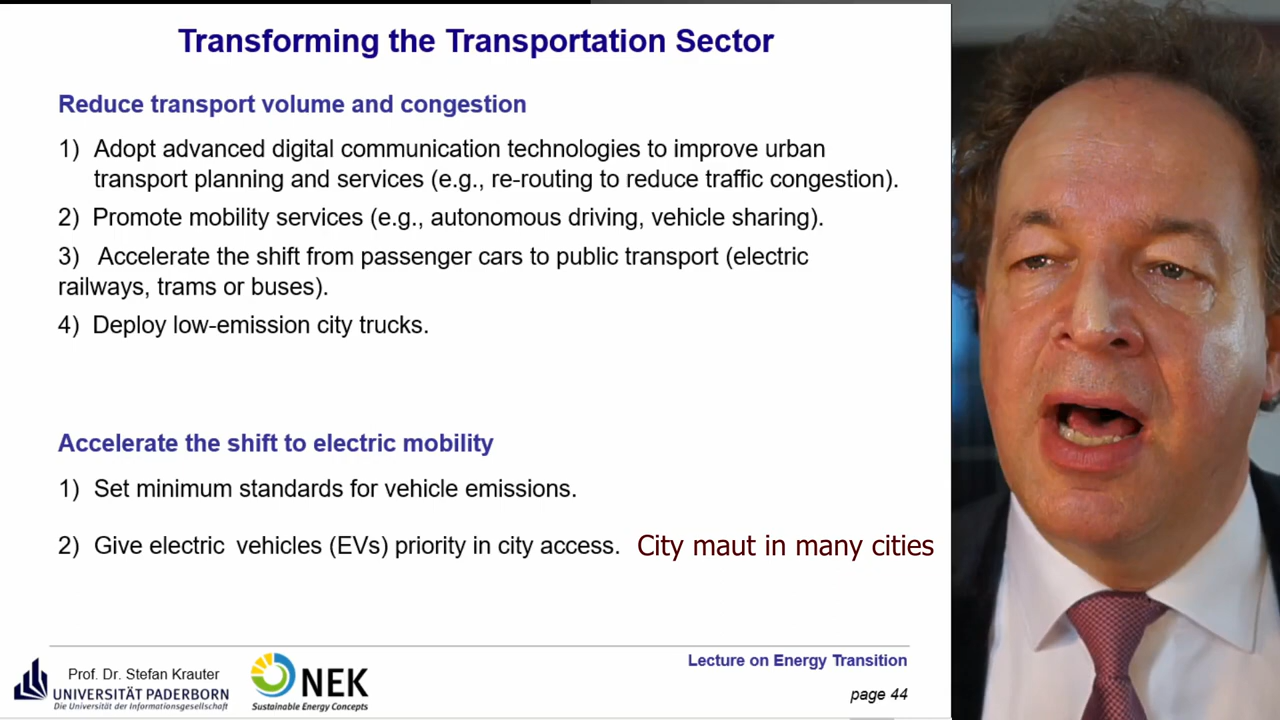 Transforming the Transportation Sector
Reduce transport volume and congestion
1) Adopt advanced digital communication technologies to improve urban
transport planning and services (e.g., re-routing to reduce traffic congestion).
2) Promote mobility services (e.g., autonomous driving, vehicle sharing).
3) Accelerate the shift from passenger cars to public transport (electric
railways, trams or buses).
4) Deploy low-emission city trucks.
Accelerate the shift to electric mobility
1) Set minimum standards for vehicle emissions.
2) Give electric vehicles (EVs) priority in city access. City maut in many cities
Prof. Dr. Stefan Krauter
UNIVERSITÄT PADERBORN
Die Universität der Informationsgesellschaft
NEK
Sustainable Energy Concepts
Lecture on Energy Transition
page 44